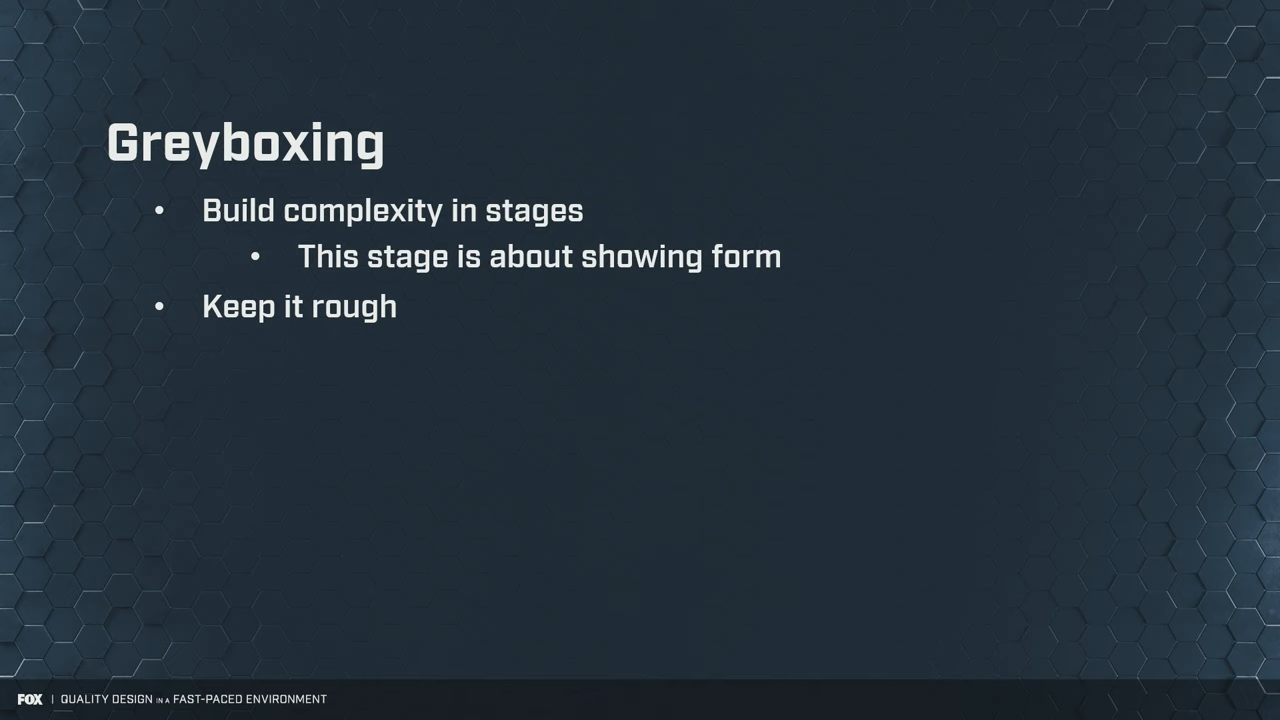 Greyboxing
• Build complexity in stages
• This stage is about showing form
• Keep it rough
FOX | QUALITY DESIGN IN A FAST-PACED ENVIRONMENT